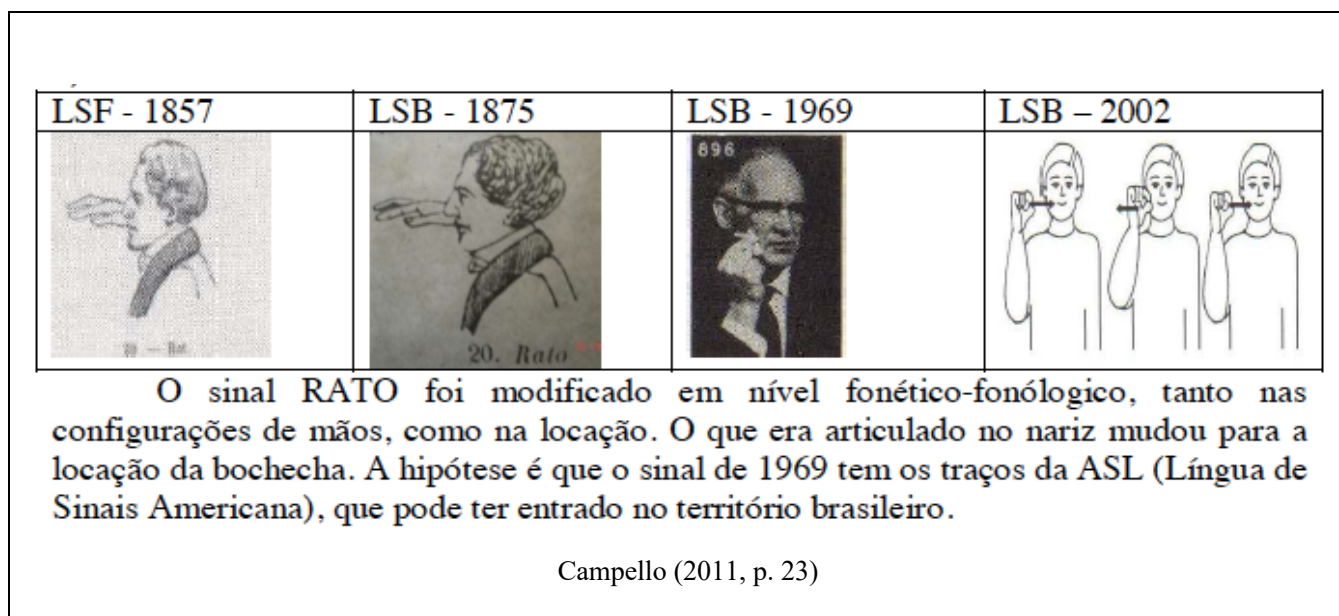 LSF - 1857
LSB - 1875
LSB - 1969
LSB – 2002
896
20. Rato
O sinal RATO foi modificado em nível fonético-fonólogico, tanto nas
configurações de mãos, como na locação. O que era articulado no nariz mudou para a
locação da bochecha. A hipótese é que o sinal de 1969 tem os traços da ASL (Língua de
Sinais Americana), que pode ter entrado no território brasileiro.
Campello (2011, p. 23)